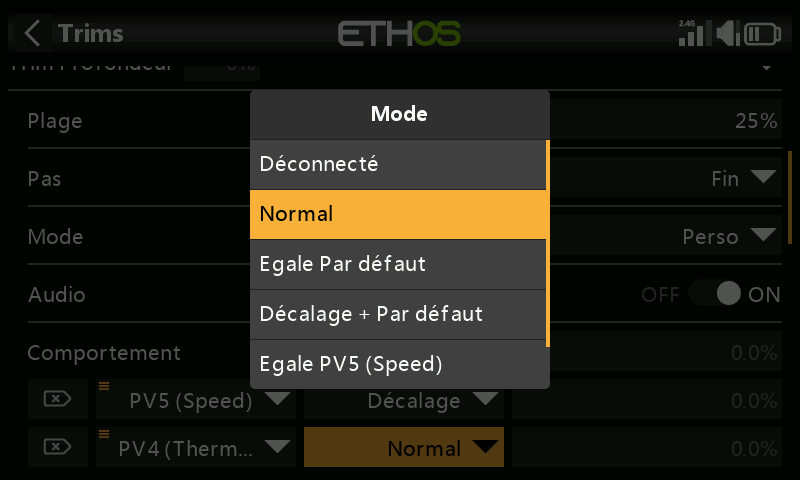 Trims
ETHOS
2.4G
Trim Profondeur
0%
Plage
25%
Pas
Fin
Mode
Perso
Audio
OFF
ON
Comportement
0.0%
PV5 (Speed)
Décalage
0.0%
PV4 (Therm...
Normal
0.0%
Mode
Déconnecté
Normal
Egale Par défaut
Décalage + Par défaut
Egale PV5 (Speed)